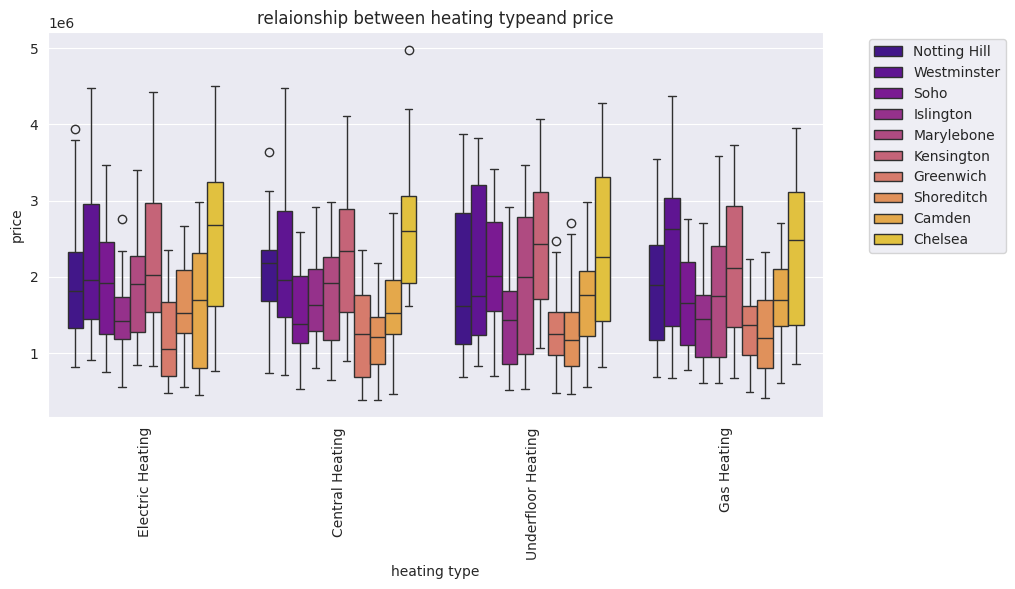 relaionship between heating typeand price
1e6
5
4
3
2
1
price
Electric Heating
Central Heating
Underfloor Heating
Gas Heating
heating type
Notting Hill
Westminster
Soho
Islington
Marylebone
Kensington
Greenwich
Shoreditch
Camden
Chelsea